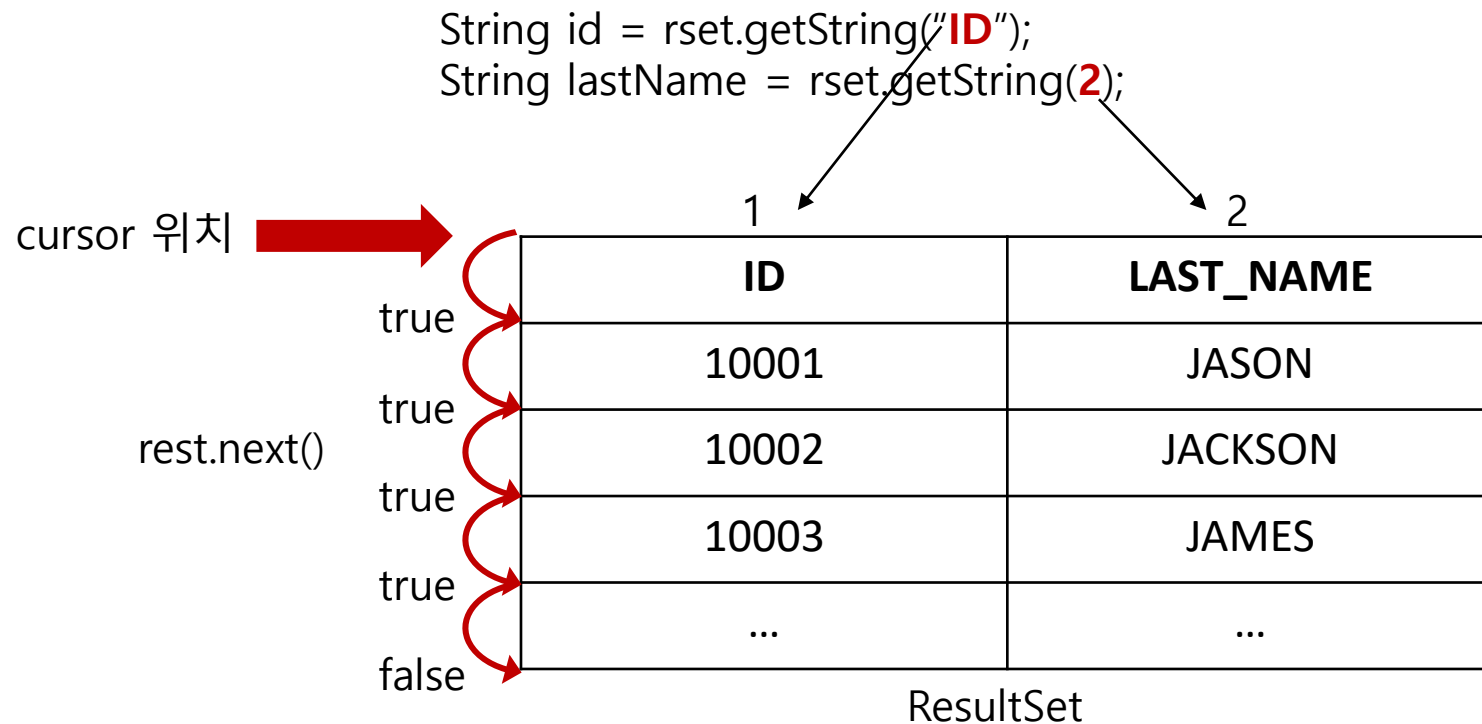 String id = rset.getString(“ID”);
String lastName = rset.getString(2);
1 2
cursor 위치
ID LAST_NAME
true
10001 JASON
true
rest.next() 10002 JACKSON
true
10003 JAMES
true
... ...
false
ResultSet